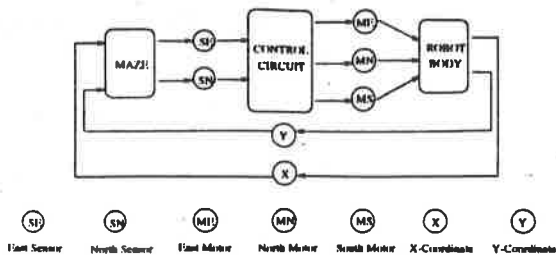 SE
ME
CONTROL
CIRCUIT
ROBOT
BODY
MAZE
MN
SN
MS
Y
X
SE
SN
ME
MN
MS
X
Y
East Sensor
North Sensor
East Motor
North Motor
South Motor
X-Coordinate
Y-Coordinate